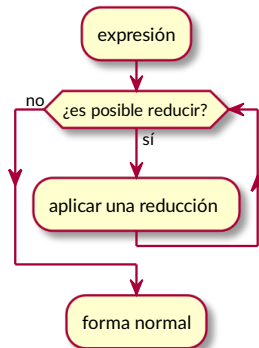 expresión
no
¿es posible reducir?
sí
aplicar una reducción
forma normal